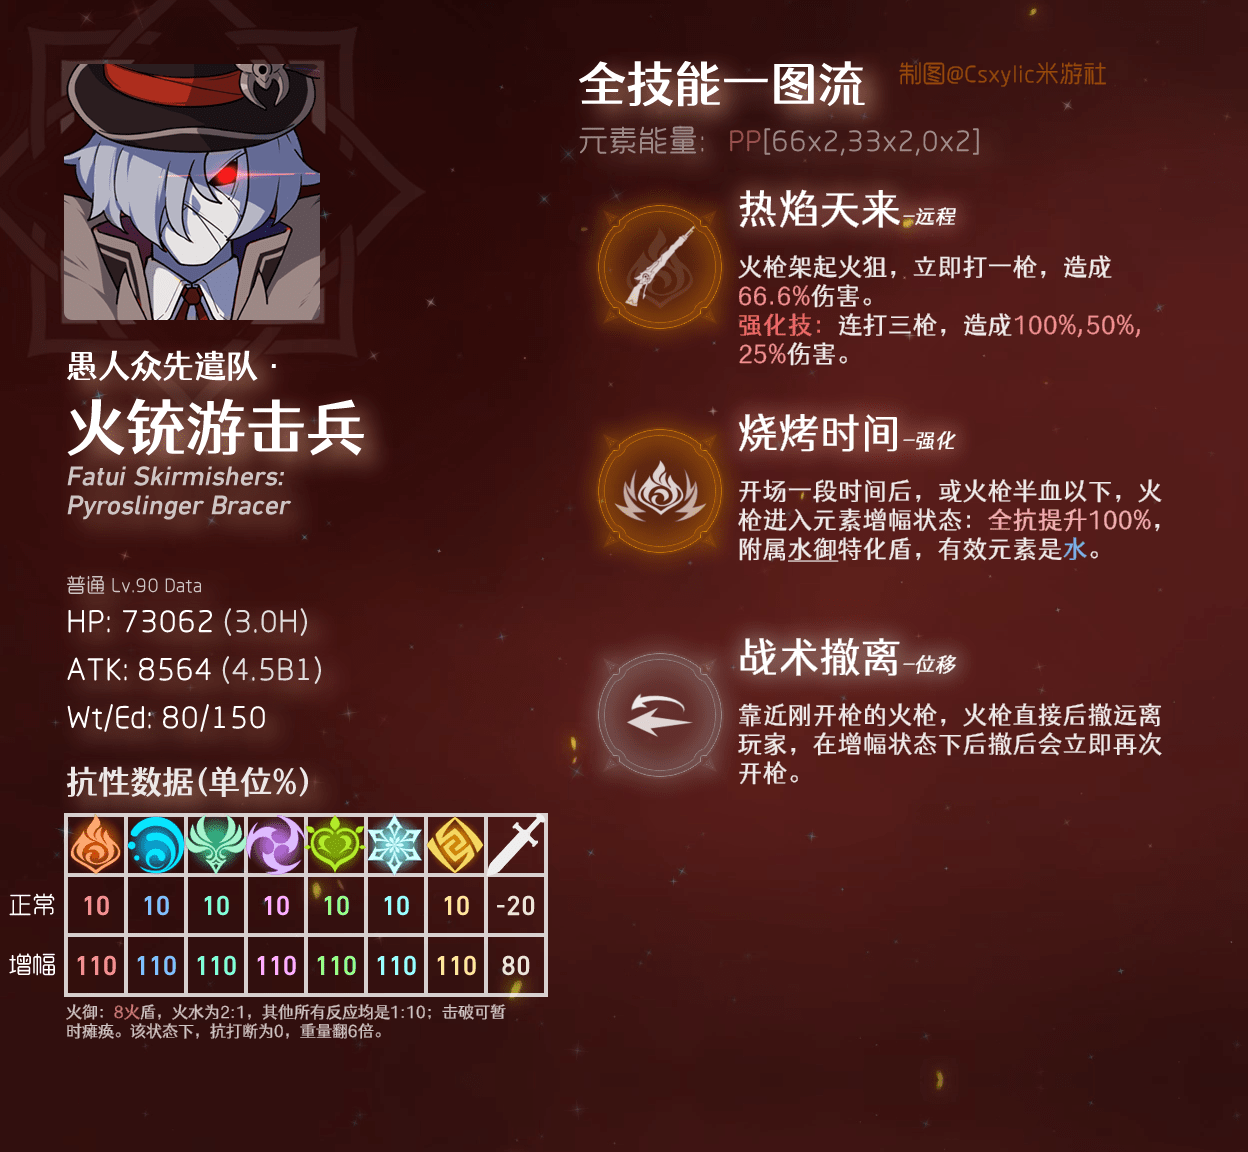 全技能一图流
制图@Csxylic米游社
元素能量：PP[66x2,33x2,0x2]
热焰天来-远程
火枪架起火狙，立即打一枪，造成
66.6%伤害。
强化技：连打三枪，造成100%,50%,
25%伤害。
愚人众先遣队·
火铳游击兵
Fatui Skirmishers:
Pyroslinger Bracer
烧烤时间-强化
开场一段时间后，或火枪半血以下，火
枪进入元素增幅状态：全抗提升100%，
附属水御特化盾，有效元素是水。
普通 Lv.90 Data
HP: 73062 (3.0H)
ATK: 8564 (4.5B1)
Wt/Ed: 80/150
战术撤离-位移
靠近刚开枪的火枪，火枪直接后撤远离
玩家，在增幅状态下后撤后会立即再次
开枪。
抗性数据(单位%)
正常 10 10 10 10 10 10 10 -20
增幅 110 110 110 110 110 110 110 80
火御：8火盾，火水为2:1，其他所有反应均是1:10；击破可暂
时瘫痪。该状态下，抗打断为0，重量翻6倍。